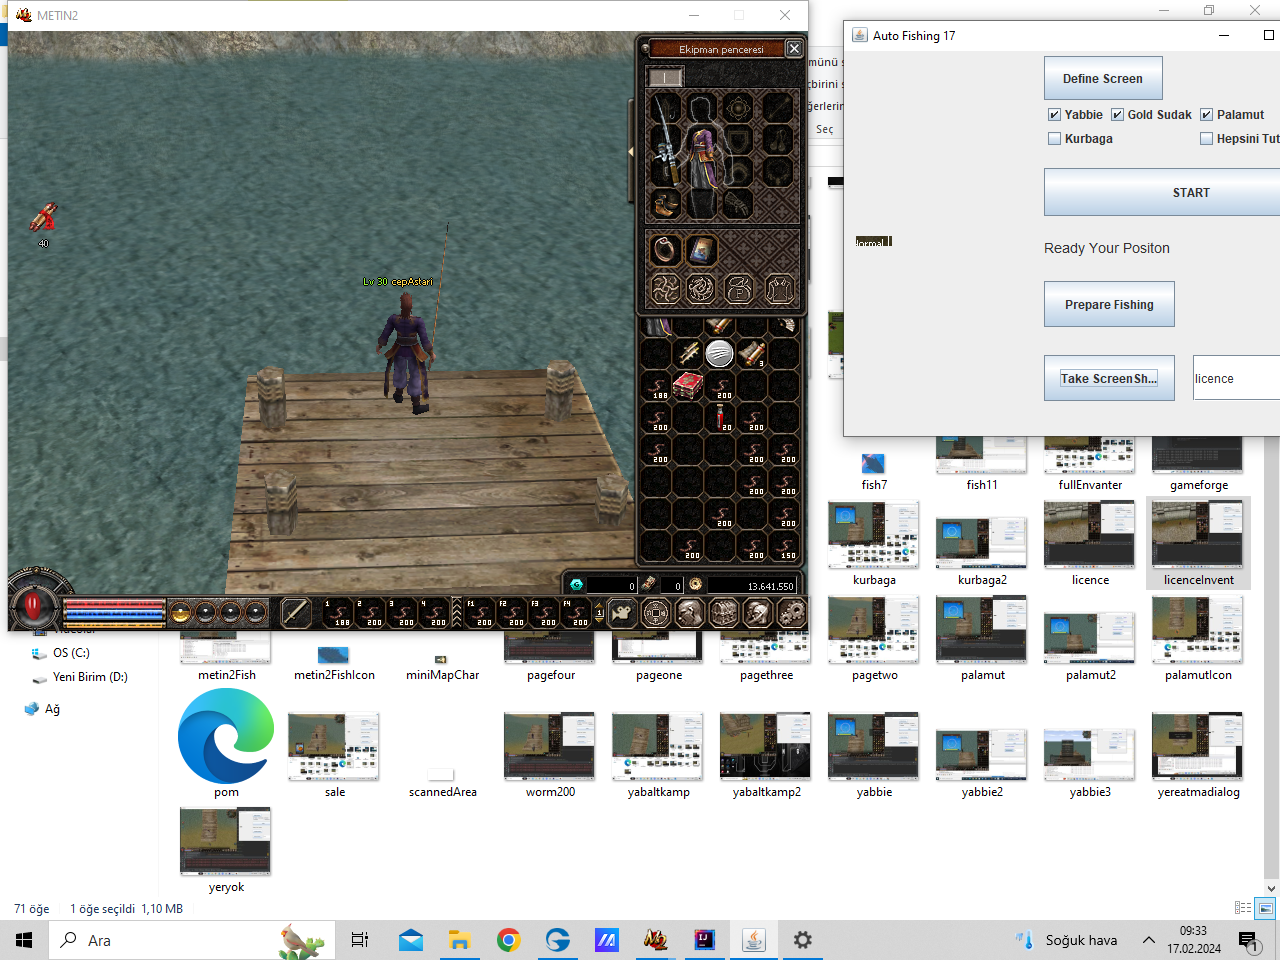 METIN2
Ekipman penceresi
I
40
Lv 30 cepAstari
3
188
200
200
20
200
200
200
200
200
200
200
200
200
200
150
0
0
13.641.550
1
188
2
200
3
200
4
200
F1
200
F2
200
F3
200
F4
200
1
Auto Fishing 17
Define Screen
Yabbie
Gold Sudak
Palamut
Kurbaga
Hepsini Tut
START
Ready Your Positon
Prepare Fishing
Take ScreenSh...
licence
münü s
çbirini s
ğerlerin
Seç
fish7
fish11
fullEnvanter
gameforge
kurbaga
kurbaga2
licence
licenceInvent
OS (C:)
Yeni Birim (D:)
Ağ
metin2Fish
metin2FishIcon
miniMapChar
pagefour
pageone
pagethree
pagetwo
palamut
palamut2
palamutIcon
pom
sale
scannedArea
worm200
yabaltkamp
yabaltkamp2
yabbie
yabbie2
yabbie3
yereatmadialog
yeryok
71 öğe
1 öğe seçildi
1,10 MB
Ara
Soğuk hava
09:33
17.02.2024
1